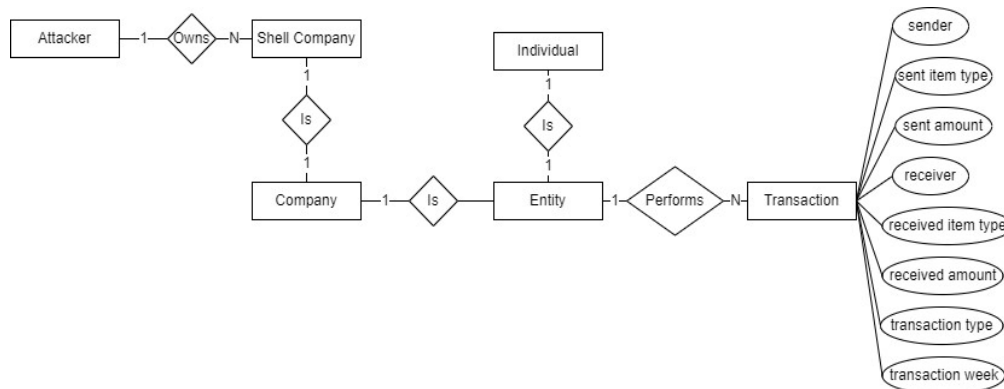 Attacker
1
Owns
N
Shell Company
1
Is
1
Company
1
Is
Individual
1
Is
1
Entity
1
Performs
N
Transaction
sender
sent item type
sent amount
receiver
received item type
received amount
transaction type
transaction week